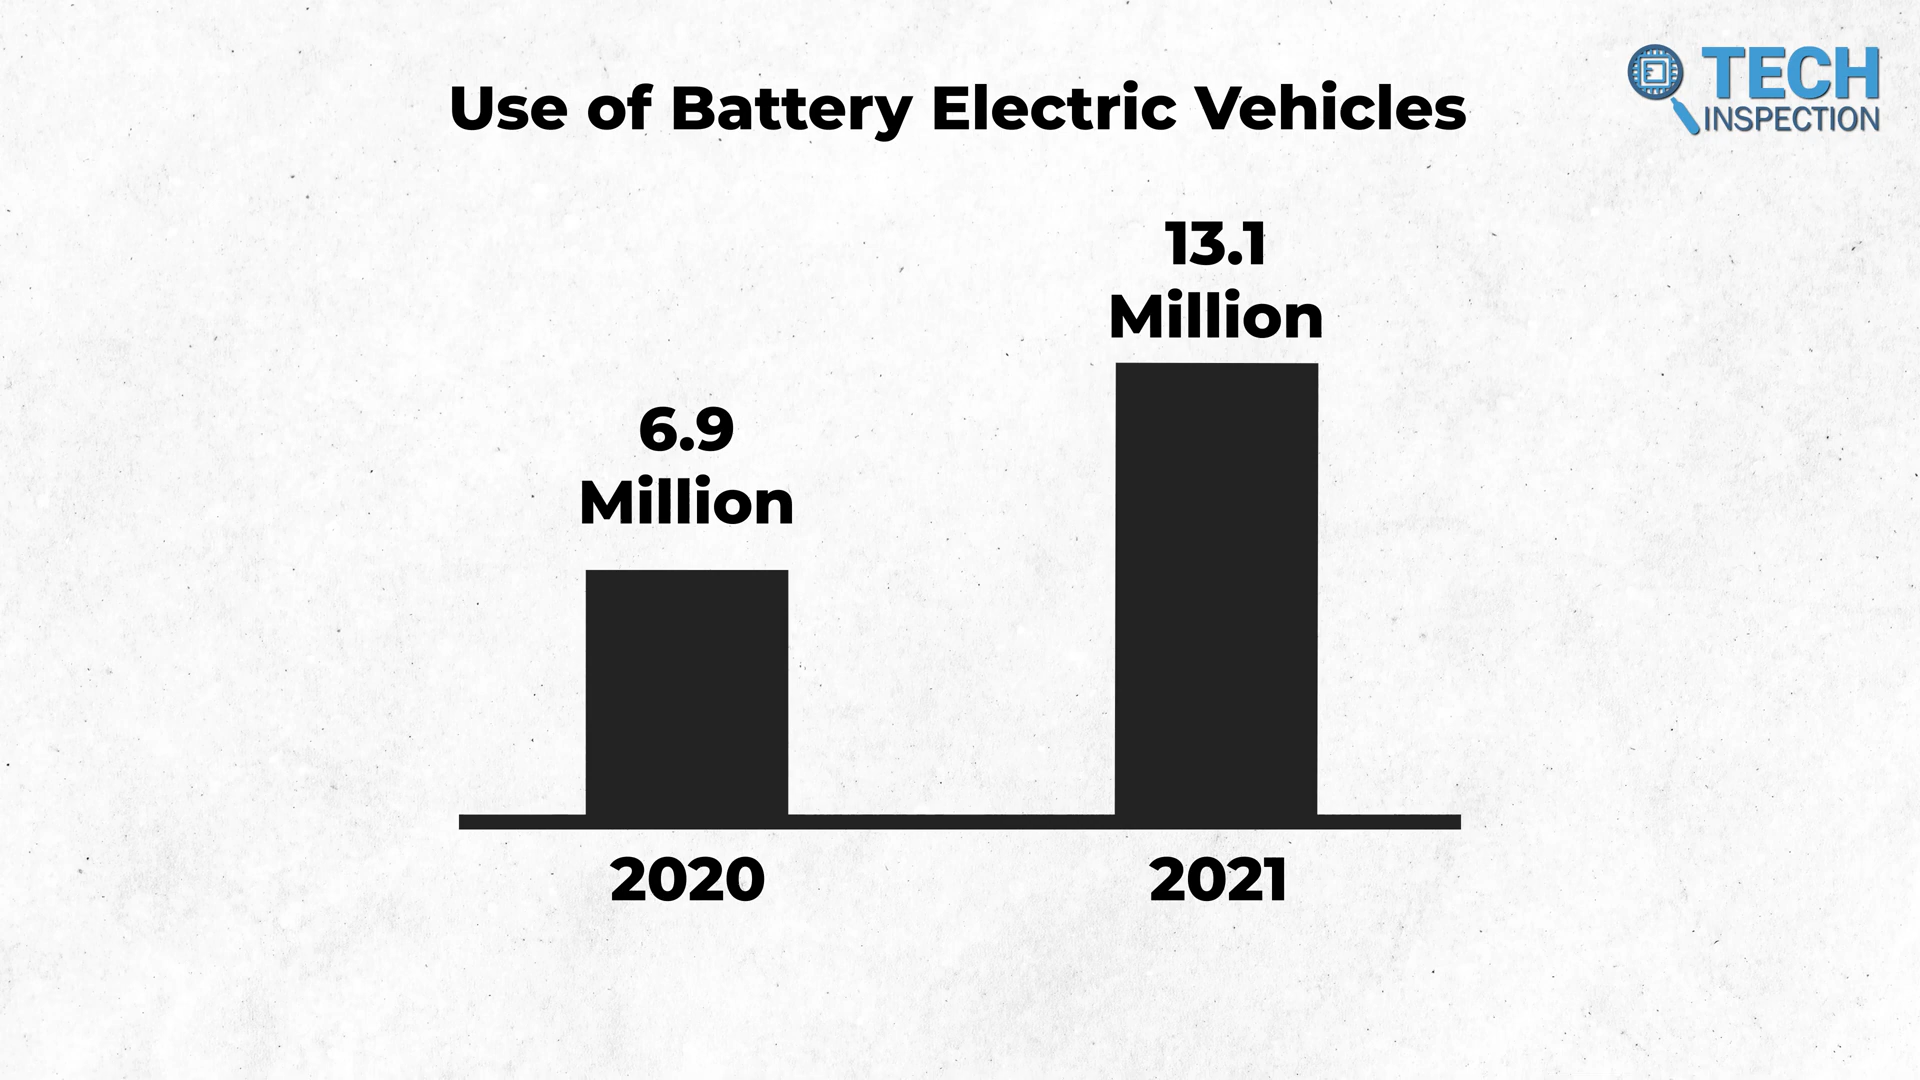 Use of Battery Electric Vehicles
TECH
INSPECTION
13.1
Million
6.9
Million
2020
2021